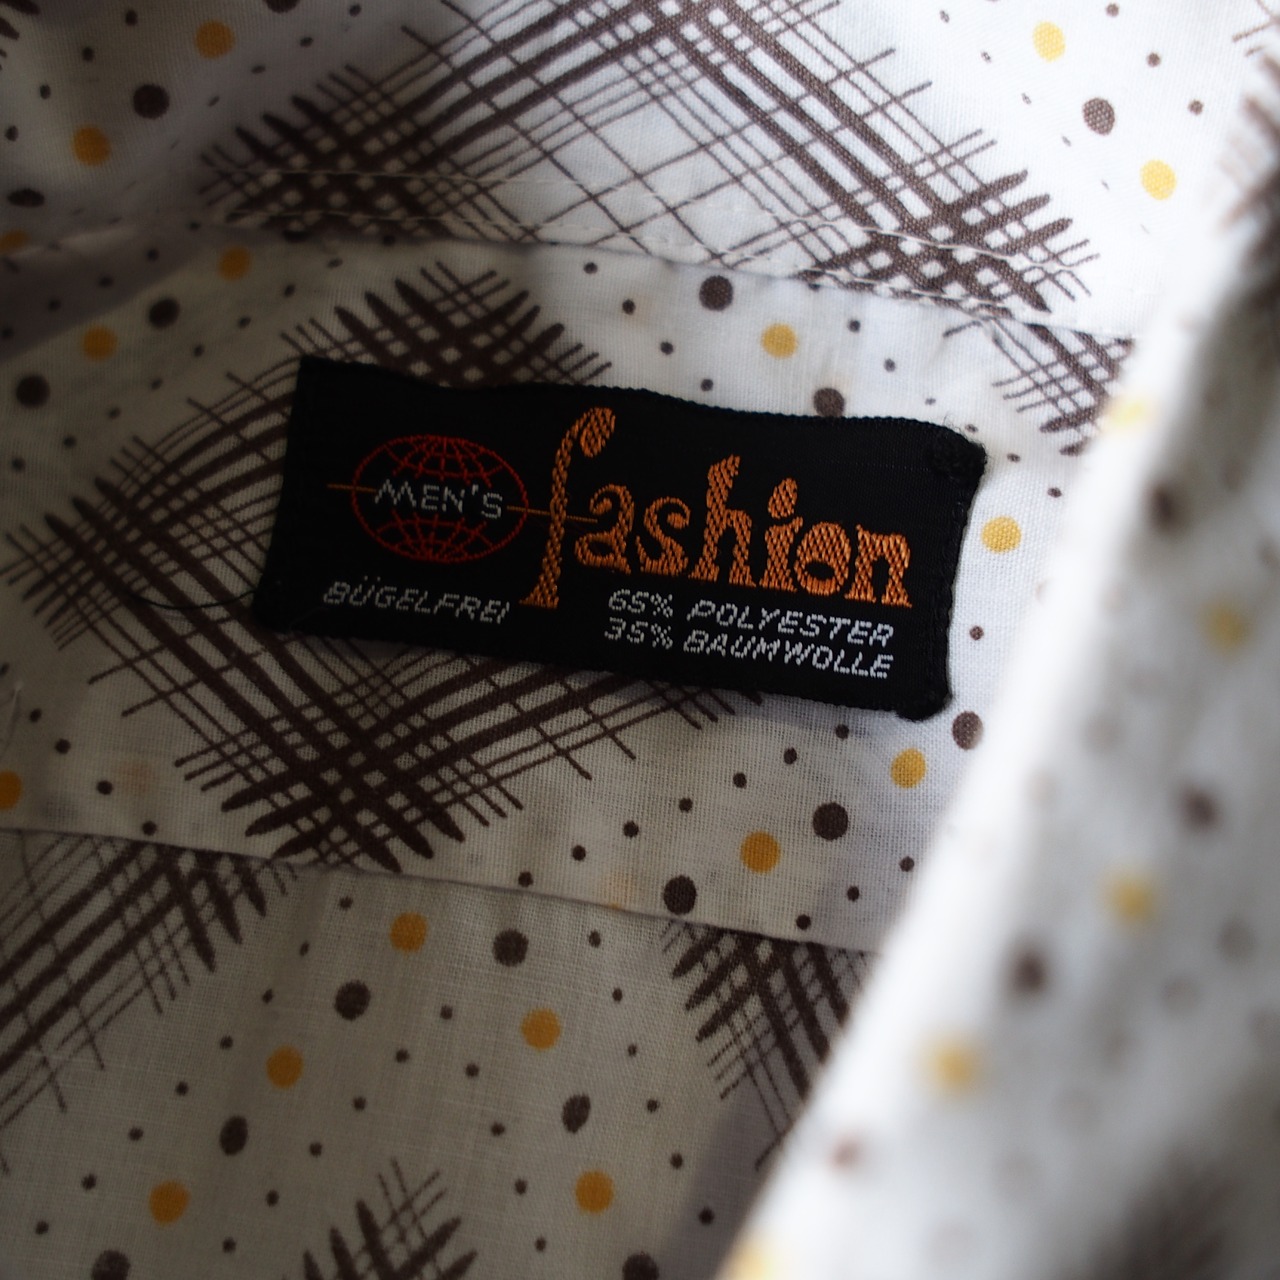 MEN'S fashion
BÜGELFREI
65% POLYESTER
35% BAUMWOLLE